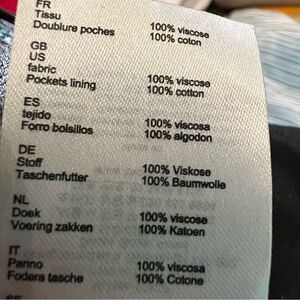 FR
Tissu 100% viscose
Doublure poches 100% coton
GB
US
fabric 100% viscose
Pockets lining 100% cotton
ES
tejido 100% viscosa
Forro bolsillos 100% algodon
DE
Stoff 100% Viskose
Taschenfutter 100% Baumwolle
NL
Doek 100% viscose
Voering zakken 100% Katoen
IT
Panno 100% viscosa
Fodera tasche 100% Cotone